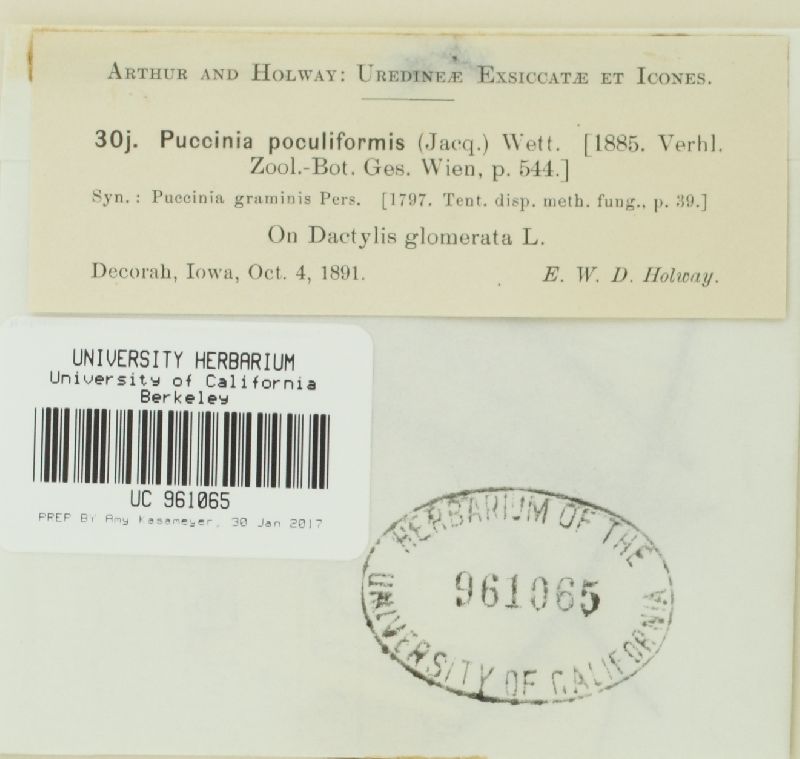 Arthur and Holway: Uredineæ Exsiccatæ et Icones.
30j. Puccinia poculiformis (Jacq.) Wett. [1885. Verhl.
Zool.-Bot. Ges. Wien, p. 544.]
Syn.: Puccinia graminis Pers. [1797. Tent. disp. meth. fung., p. 39.]
On Dactylis glomerata L.
Decorah, Iowa, Oct. 4, 1891. E. W. D. Holway.
UNIVERSITY HERBARIUM
University of California
Berkeley
UC 961065
PREP BY Amy Kasameyer, 30 Jan 2017
HERBARIUM OF THE
961065
UNIVERSITY OF CALIFORNIA